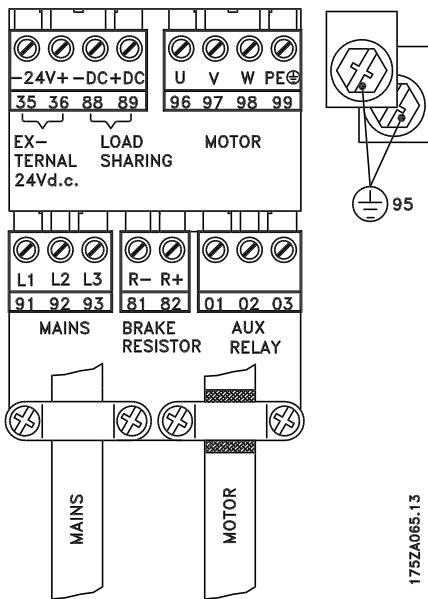 -24V+ -DC+DC
35 36 88 89
EX-
TERNAL
24Vd.c.
LOAD
SHARING
U V W PE
96 97 98 99
MOTOR
95
L1 L2 L3
91 92 93
MAINS
R- R+
81 82
BRAKE
RESISTOR
01 02 03
AUX
RELAY
MAINS
MOTOR
175ZA065.13